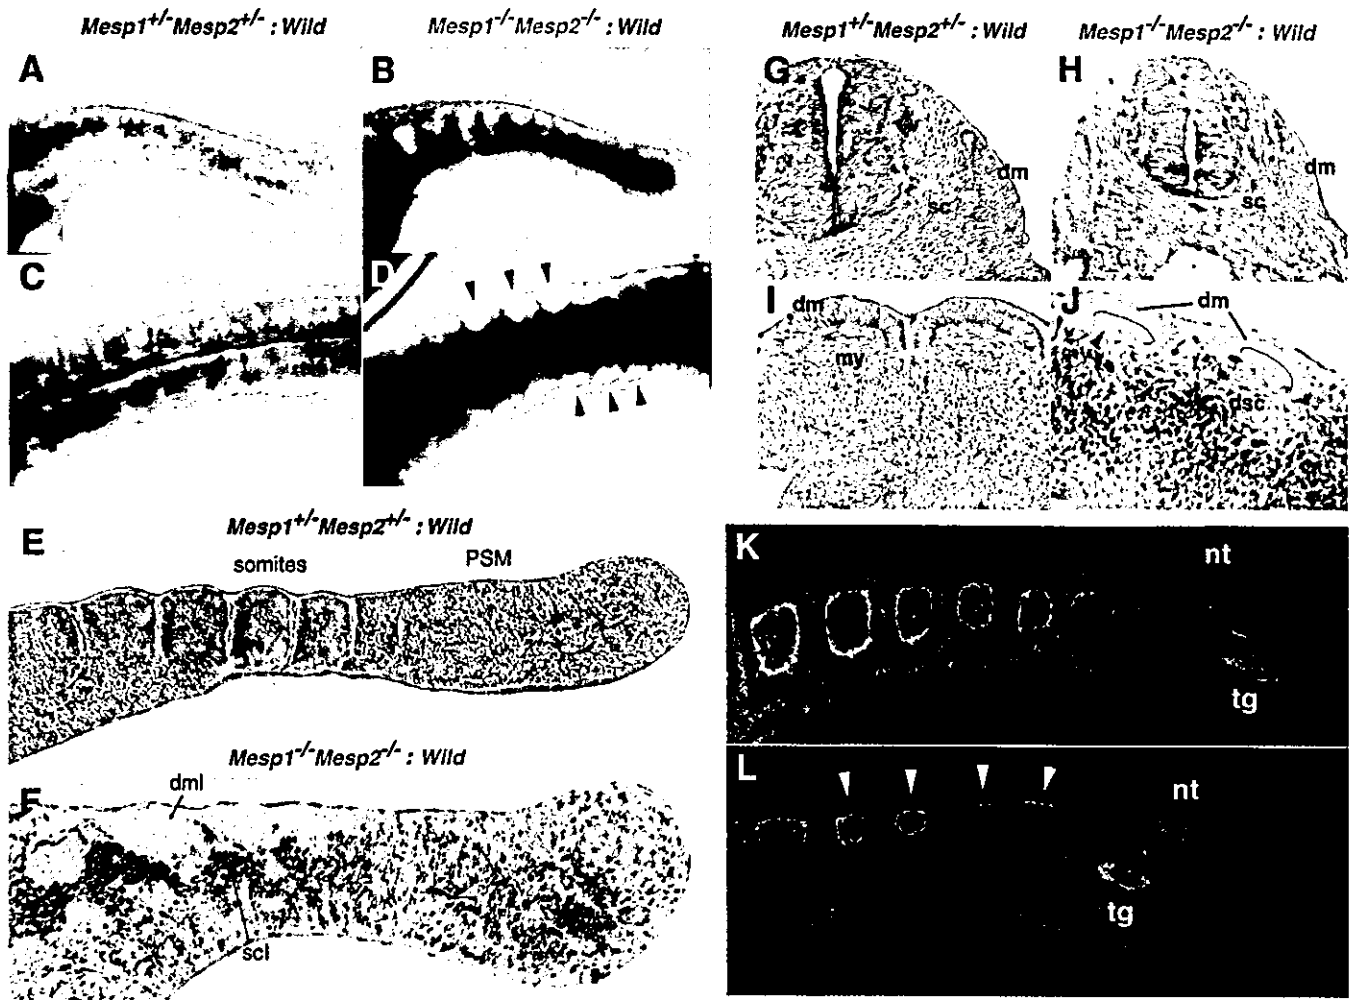 Mesp1+/-Mesp2+/- : Wild
Mesp1-/-Mesp2-/- : Wild
A
B
C
D
Mesp1+/-Mesp2+/- : Wild
E
somites
PSM
Mesp1-/-Mesp2-/- : Wild
F
dml
scl
Mesp1+/-Mesp2+/- : Wild
Mesp1-/-Mesp2-/- : Wild
G
dm
sc
H
dm
sc
I
dm
my
J
dm
dsc
K
nt
tg
L
nt
tg